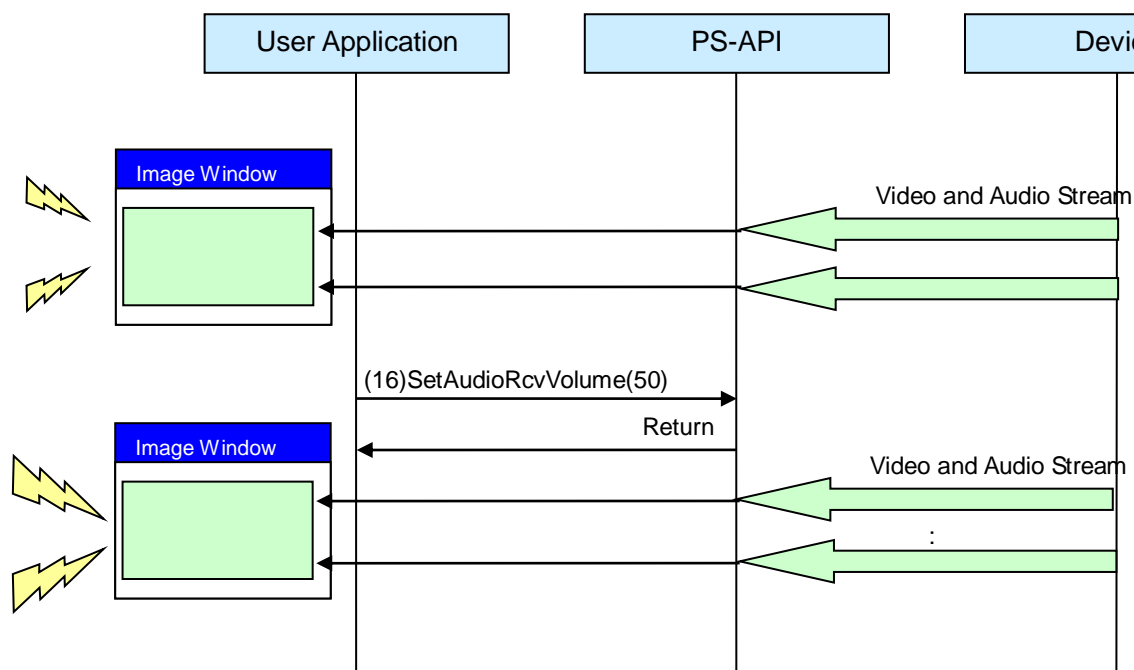 User Application
PS-API
Image Window
Video and Audio Stream
(16)SetAudioRcvVolume(50)
Return
Image Window
Video and Audio Stream
: